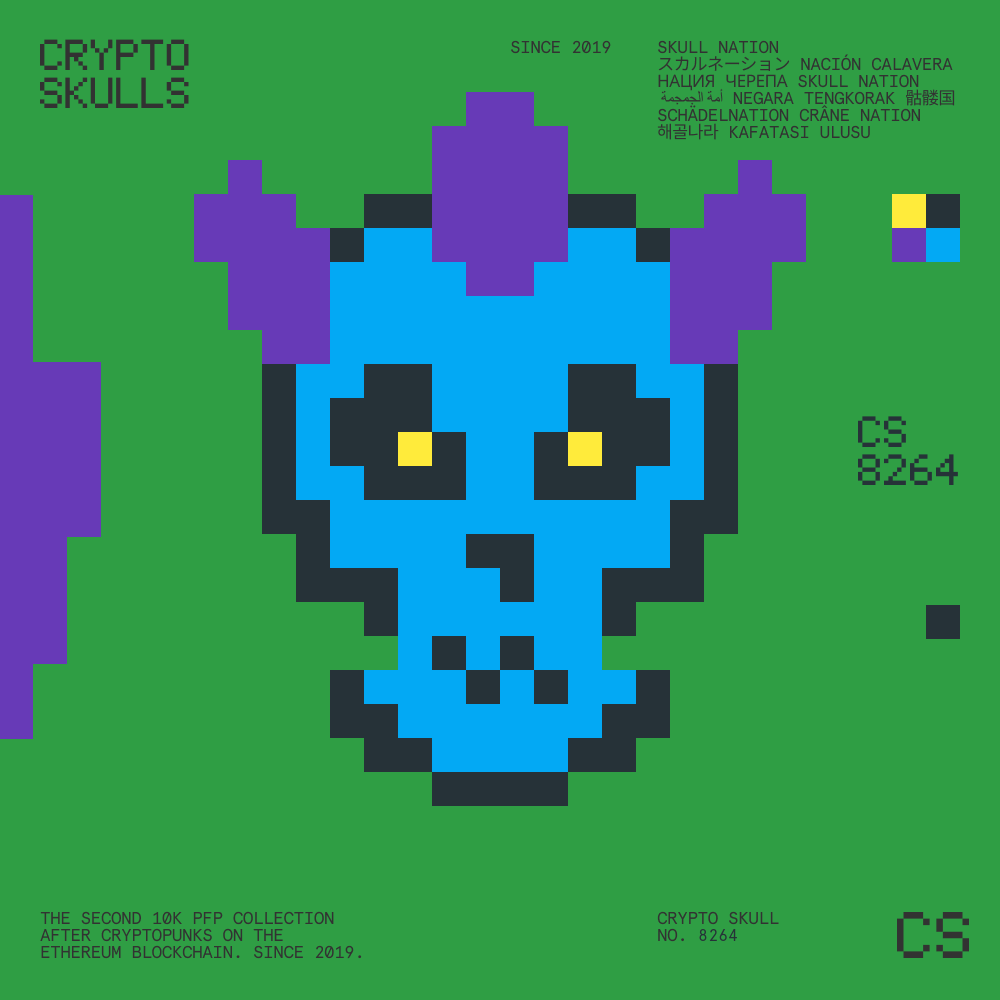 CRYPTO
SKULLS
SINCE 2019
SKULL NATION
スカルネーション NACIÓN CALAVERA
НАЦИЯ ЧЕРЕПА SKULL NATION
أمة الجمجمة NEGARA TENGKORAK 骷髅国
SCHÄDELNATION CRÂNE NATION
해골나라 KAFATASI ULUSU
CS
8264
THE SECOND 10K PFP COLLECTION
AFTER CRYPTOPUNKS ON THE
ETHEREUM BLOCKCHAIN. SINCE 2019.
CRYPTO SKULL
NO. 8264
CS